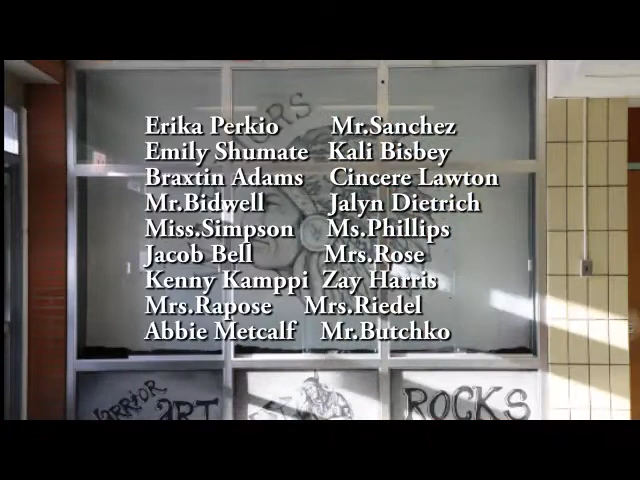 Erika Perkio Mr.Sanchez
Emily Shumate Kali Bisbey
Braxtin Adams Cincere Lawton
Mr.Bidwell Jalyn Dietrich
Miss.Simpson Ms.Phillips
Jacob Bell Mrs.Rose
Kenny Kamppi Zay Harris
Mrs.Rapose Mrs.Riedel
Abbie Metcalf Mr.Butchko
WARRIOR ART ROCKS